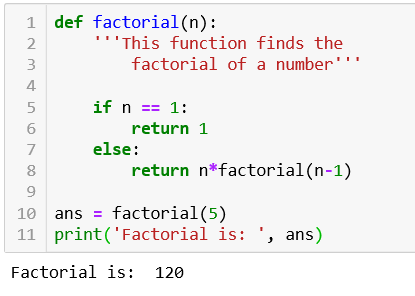 1 def factorial(n):
2     '''This function finds the
3         factorial of a number'''
4
5     if n == 1:
6         return 1
7     else:
8         return n*factorial(n-1)
9
10 ans = factorial(5)
11 print('Factorial is: ', ans)
Factorial is:  120